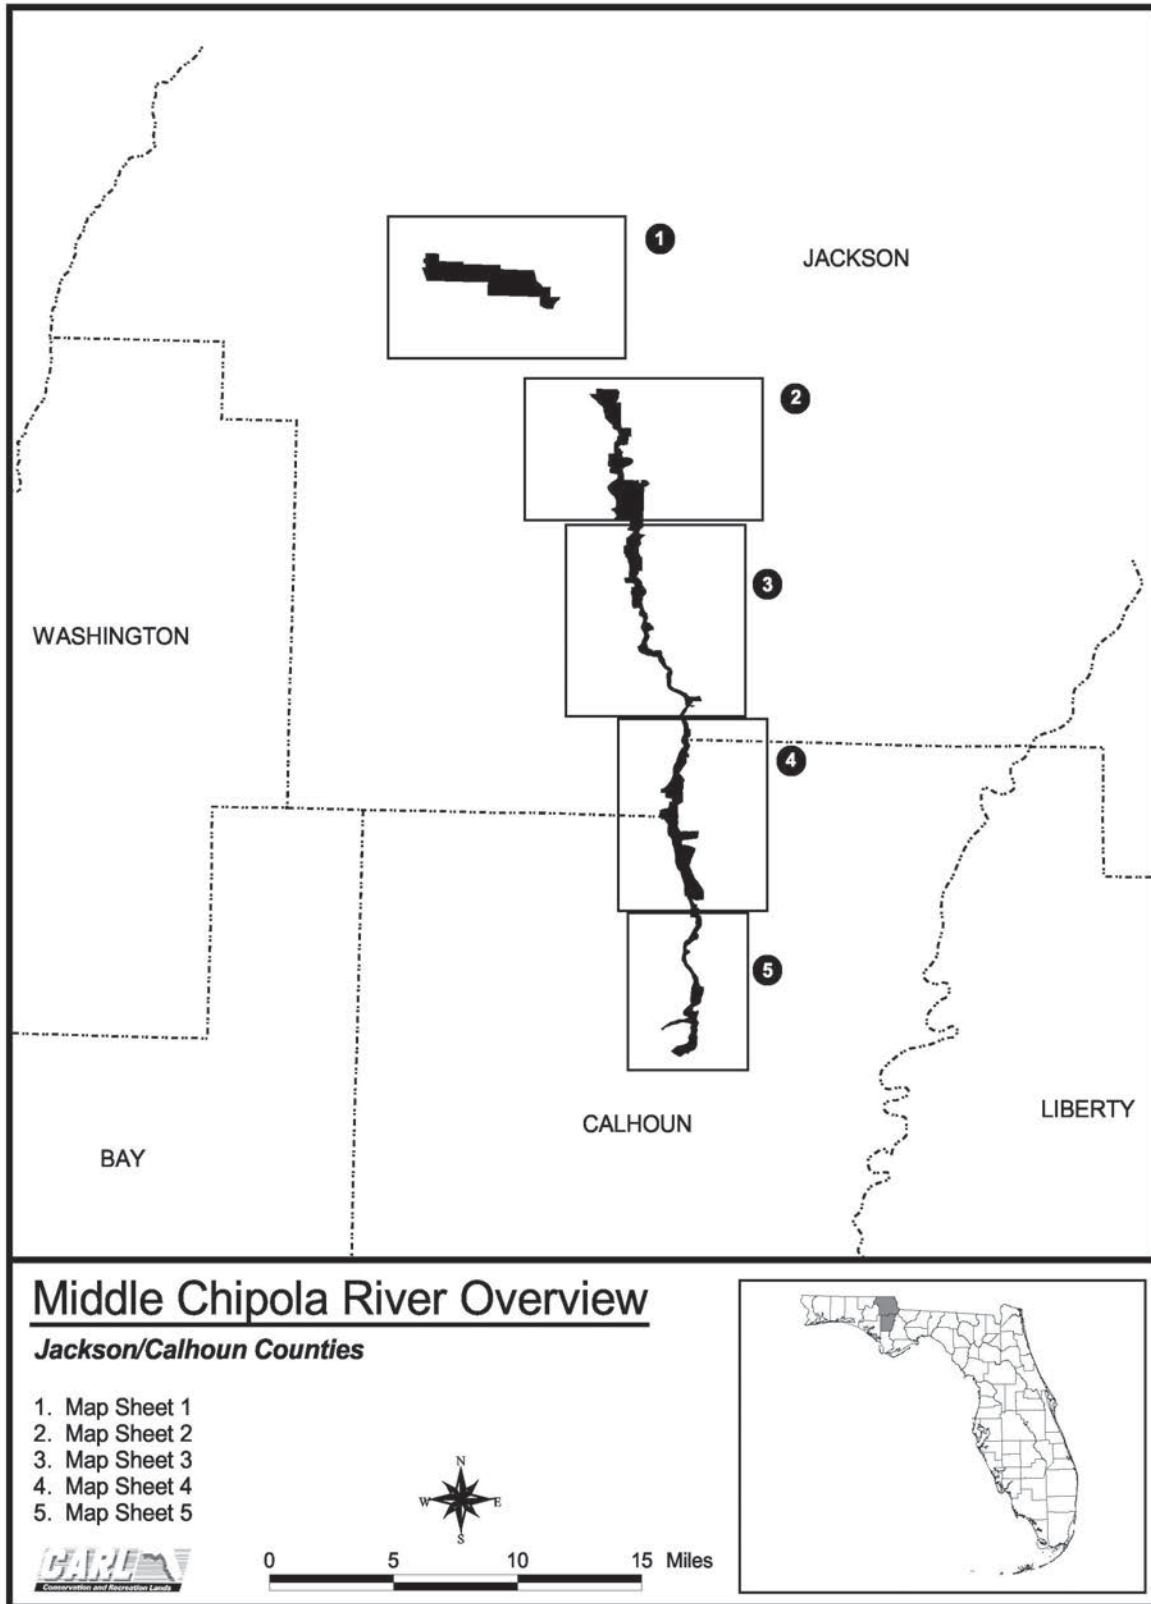 1
JACKSON
2
3
WASHINGTON
4
5
LIBERTY
CALHOUN
BAY
Middle Chipola River Overview
Jackson/Calhoun Counties
1. Map Sheet 1
2. Map Sheet 2
3. Map Sheet 3
4. Map Sheet 4
5. Map Sheet 5
N
W E
S
CARL
Conservation and Recreation Lands
0 5 10 15 Miles